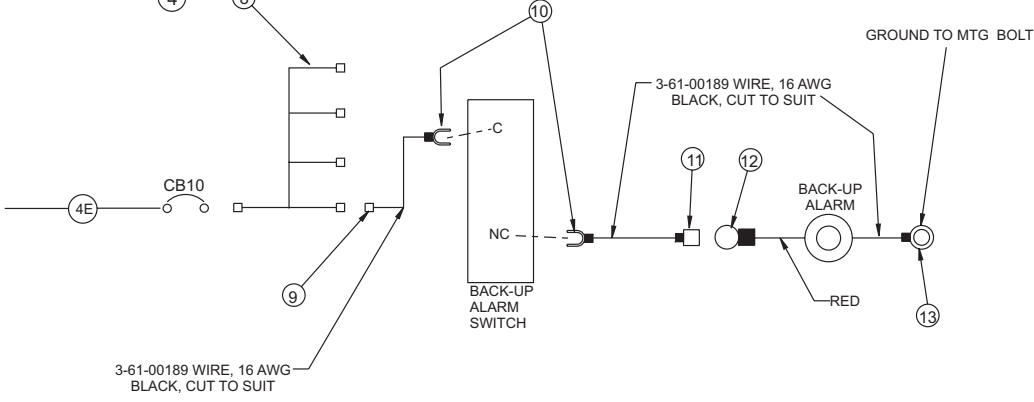 10
GROUND TO MTG BOLT
3-61-00189 WIRE, 16 AWG
BLACK, CUT TO SUIT
C
11
12
CB10
BACK-UP
ALARM
4E
NC
9
BACK-UP
ALARM
SWITCH
RED
13
3-61-00189 WIRE, 16 AWG
BLACK, CUT TO SUIT